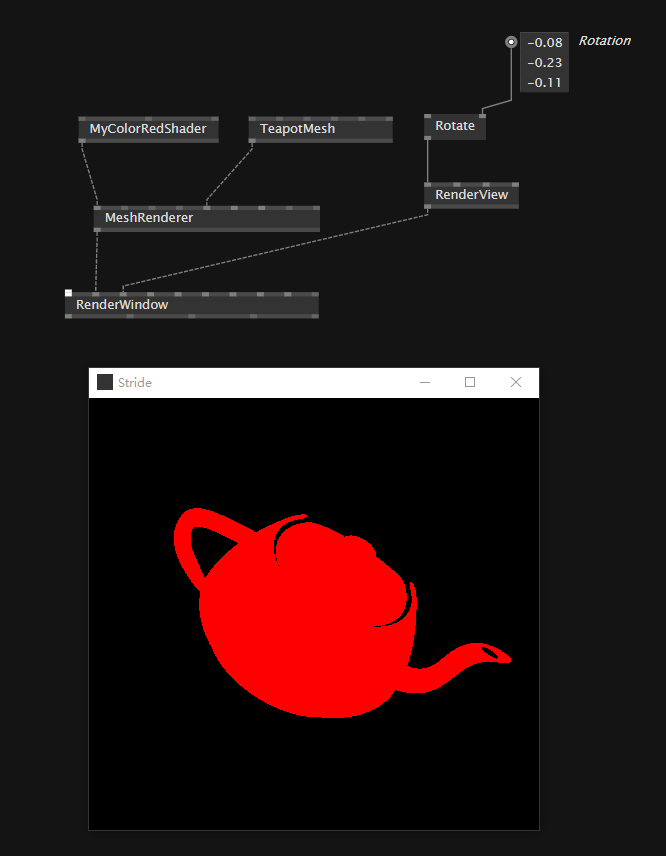 -0.08
Rotation
-0.23
-0.11
MyColorRedShader
TeapotMesh
Rotate
RenderView
MeshRenderer
RenderWindow
Stride